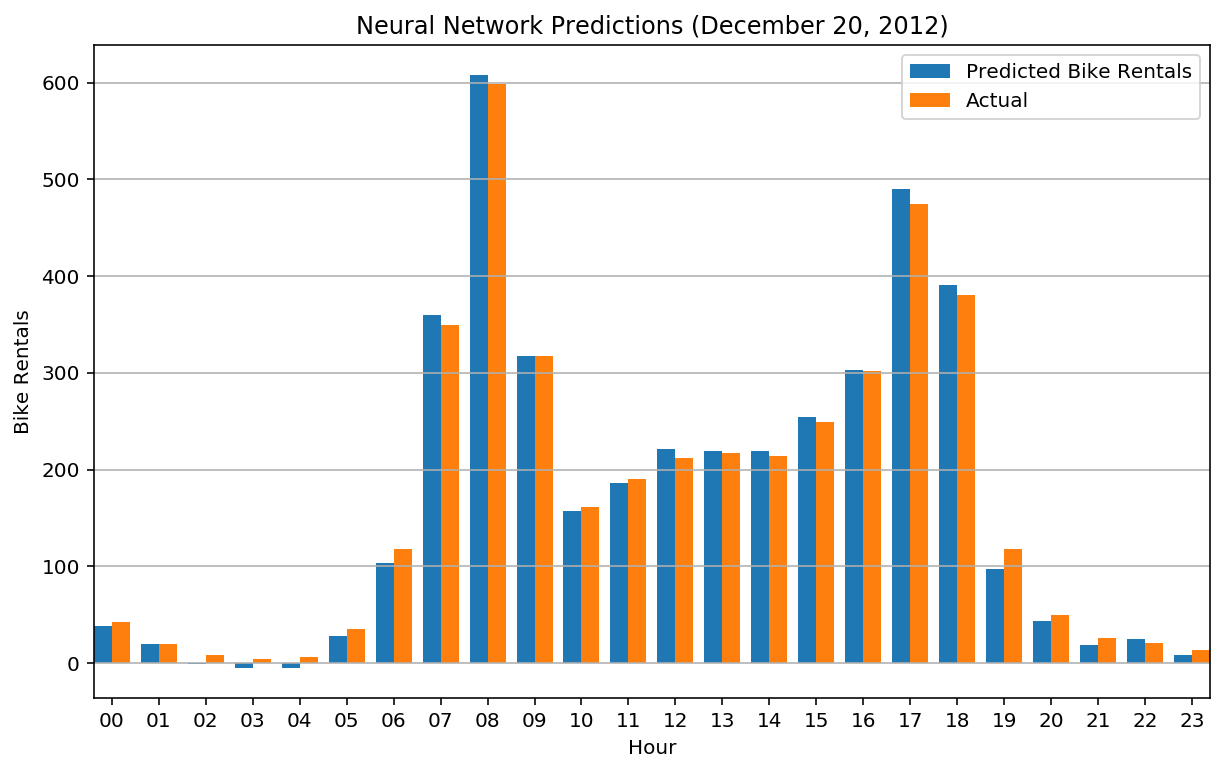 Neural Network Predictions (December 20, 2012)
Predicted Bike Rentals
Actual
600
500
400
300
200
100
0
Bike Rentals
00 01 02 03 04 05 06 07 08 09 10 11 12 13 14 15 16 17 18 19 20 21 22 23
Hour